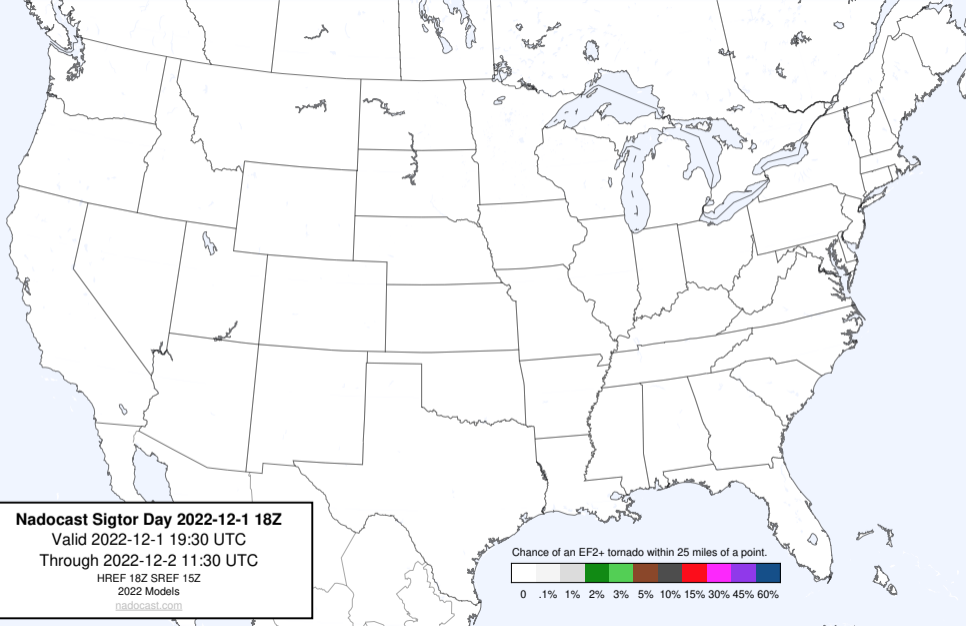 Nadocast Sigtor Day 2022-12-1 18Z
Valid 2022-12-1 19:30 UTC
Through 2022-12-2 11:30 UTC
HREF 18Z SREF 15Z
2022 Models
nadocast.com
Chance of an EF2+ tornado within 25 miles of a point.
0 .1% 1% 2% 3% 5% 10% 15% 30% 45% 60%